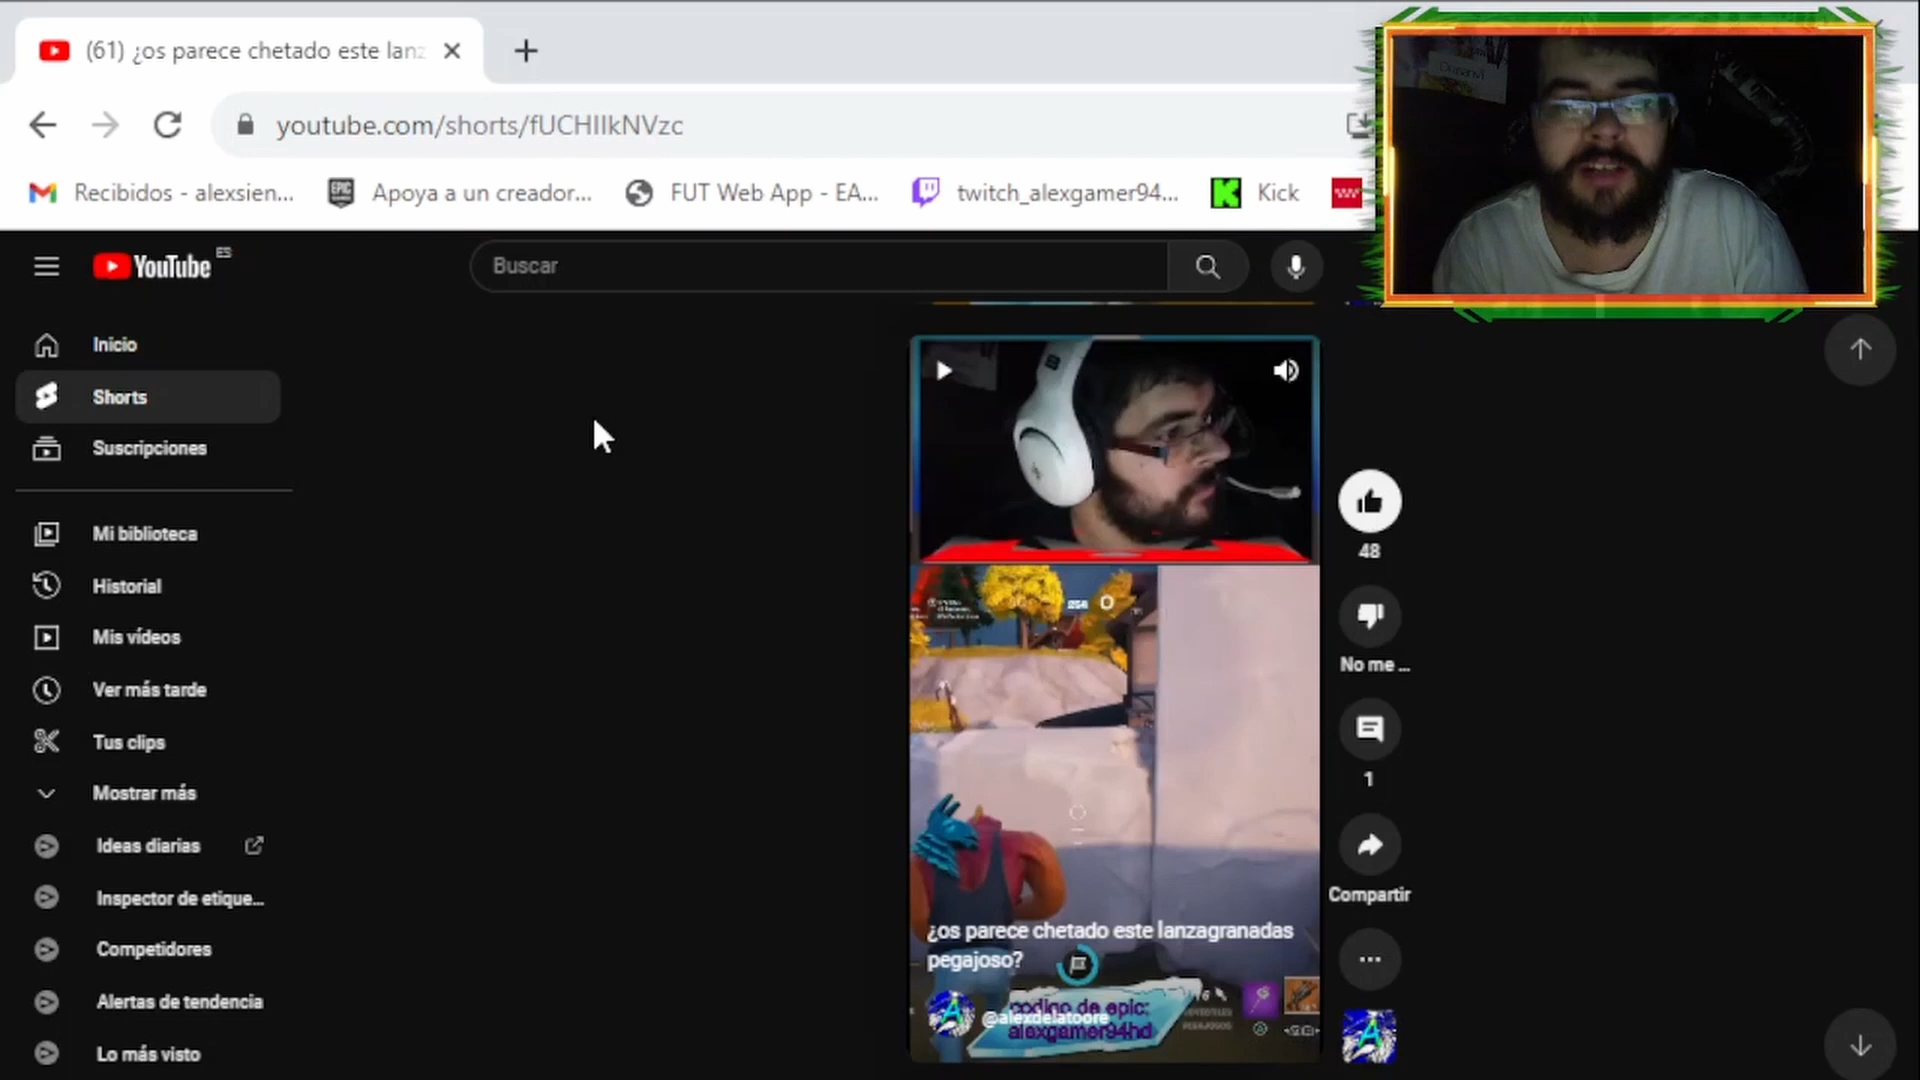 (61) ¿os parece chetado este lanz
youtube.com/shorts/fUCHIIkNVzc
Recibidos - alexsien...
EPIC
Apoya a un creador...
FUT Web App - EA...
twitch_alexgamer94...
Kick
YouTube ES
Buscar
Inicio
Shorts
Suscripciones
Mi biblioteca
Historial
Mis vídeos
Ver más tarde
Tus clips
Mostrar más
Ideas diarias
Inspector de etique...
Competidores
Alertas de tendencia
Lo más visto
48
No me ...
1
Compartir
¿os parece chetado este lanzagranadas
pegajoso?
codigo de epic:
@alexdelatoore
alexgamer94hd